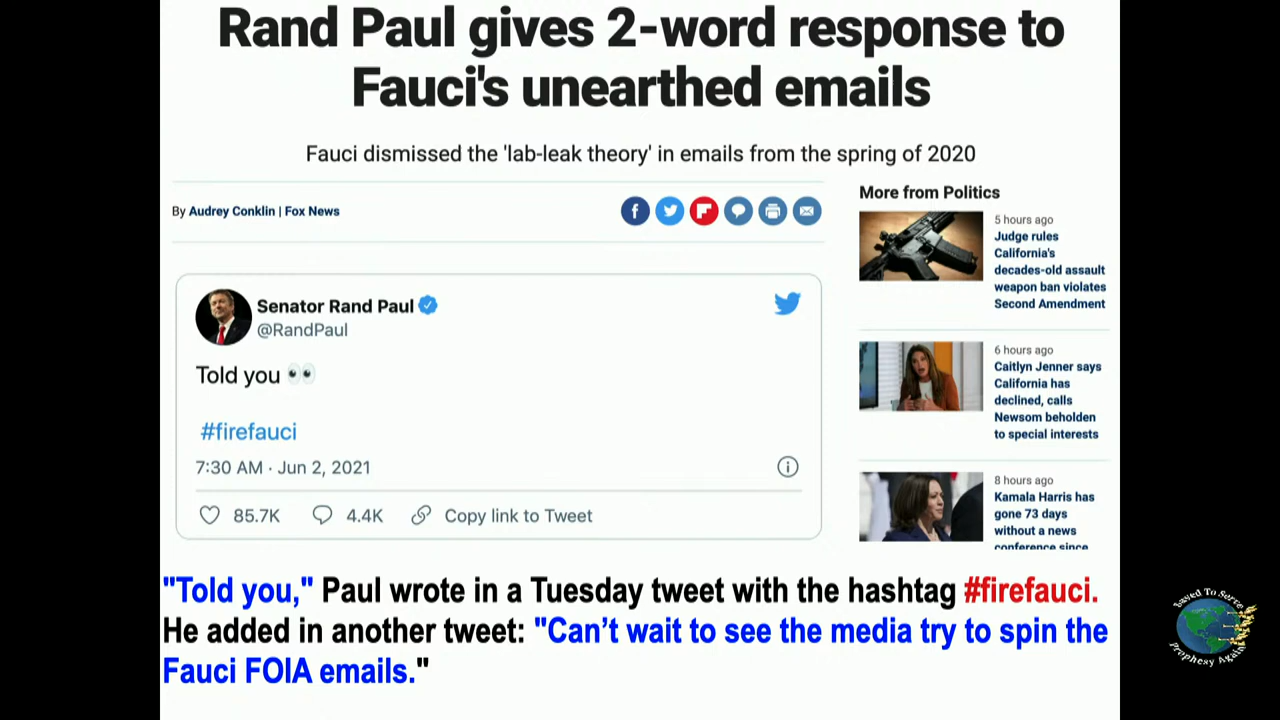 Rand Paul gives 2-word response to
Fauci's unearthed emails
Fauci dismissed the 'lab-leak theory' in emails from the spring of 2020
By Audrey Conklin | Fox News
Senator Rand Paul
@RandPaul
Told you 👀
#firefauci
7:30 AM · Jun 2, 2021
85.7K 4.4K Copy link to Tweet
More from Politics
5 hours ago
Judge rules
California's
decades-old assault
weapon ban violates
Second Amendment
6 hours ago
Caitlyn Jenner says
California has
declined, calls
Newsom beholden
to special interests
8 hours ago
Kamala Harris has
gone 73 days
without a news
conference since
"Told you," Paul wrote in a Tuesday tweet with the hashtag #firefauci.
He added in another tweet: "Can’t wait to see the media try to spin the
Fauci FOIA emails."
To Serve
Prophesy Again